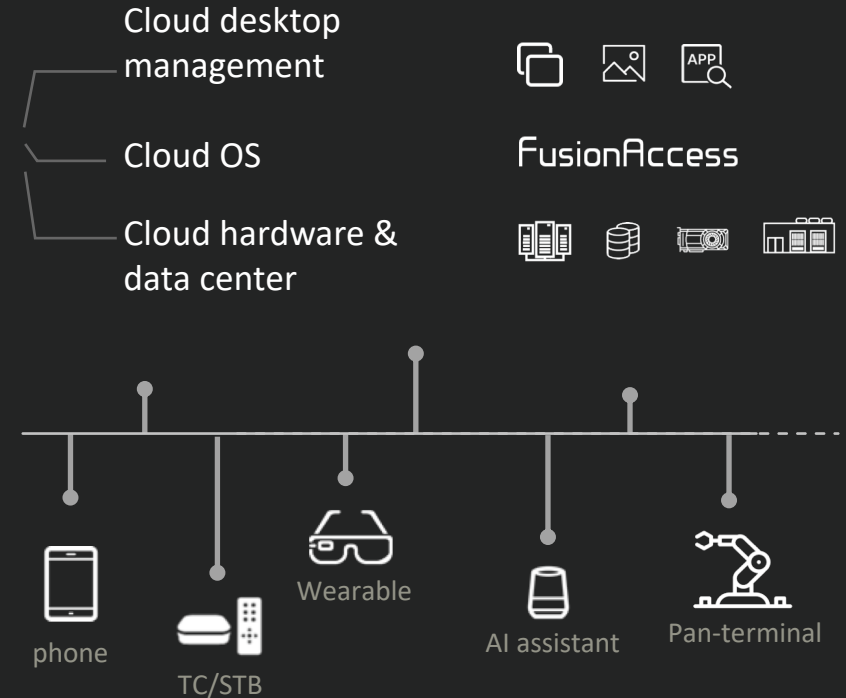 Cloud desktop
management
APP
Cloud OS
FusionAccess
Cloud hardware &
data center
phone
TC/STB
Wearable
AI assistant
Pan-terminal